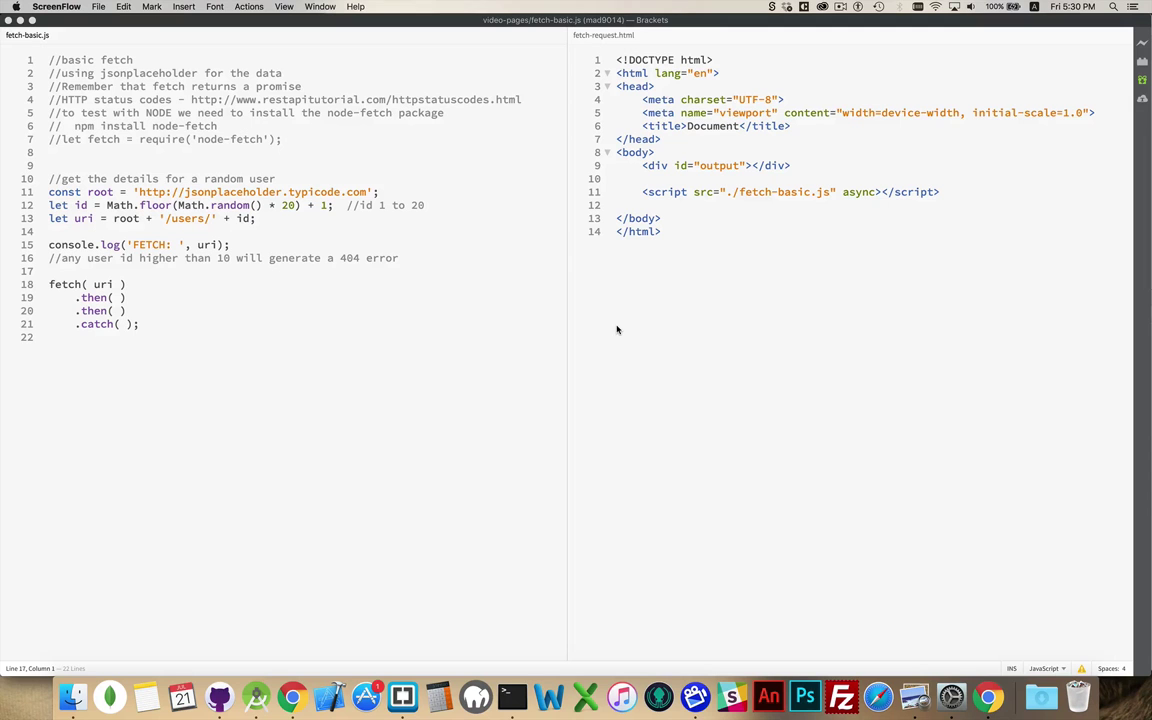 ScreenFlow File Edit Mark Insert Font Actions View Window Help 100% Fri 5:30 PM
video-pages/fetch-basic.js (mad9014) — Brackets
fetch-basic.js
1 //basic fetch
2 //using jsonplaceholder for the data
3 //Remember that fetch returns a promise
4 //HTTP status codes - http://www.restapitutorial.com/httpstatuscodes.html
5 //to test with NODE we need to install the node-fetch package
6 //  npm install node-fetch
7 //let fetch = require('node-fetch');
8
9
10 //get the details for a random user
11 const root = 'http://jsonplaceholder.typicode.com';
12 let id = Math.floor(Math.random() * 20) + 1;  //id 1 to 20
13 let uri = root + '/users/' + id;
14
15 console.log('FETCH: ', uri);
16 //any user id higher than 10 will generate a 404 error
17
18 fetch( uri )
19     .then( )
20     .then( )
21     .catch( );
22
fetch-request.html
1 <!DOCTYPE html>
2 <html lang="en">
3 <head>
4     <meta charset="UTF-8">
5     <meta name="viewport" content="width=device-width, initial-scale=1.0">
6     <title>Document</title>
7 </head>
8 <body>
9     <div id="output"></div>
10
11     <script src="./fetch-basic.js" async></script>
12
13 </body>
14 </html>
Line 17, Column 1 — 22 Lines
INS JavaScript Spaces: 4
JUL
21
1
W
X
S
An
Ps
Fz